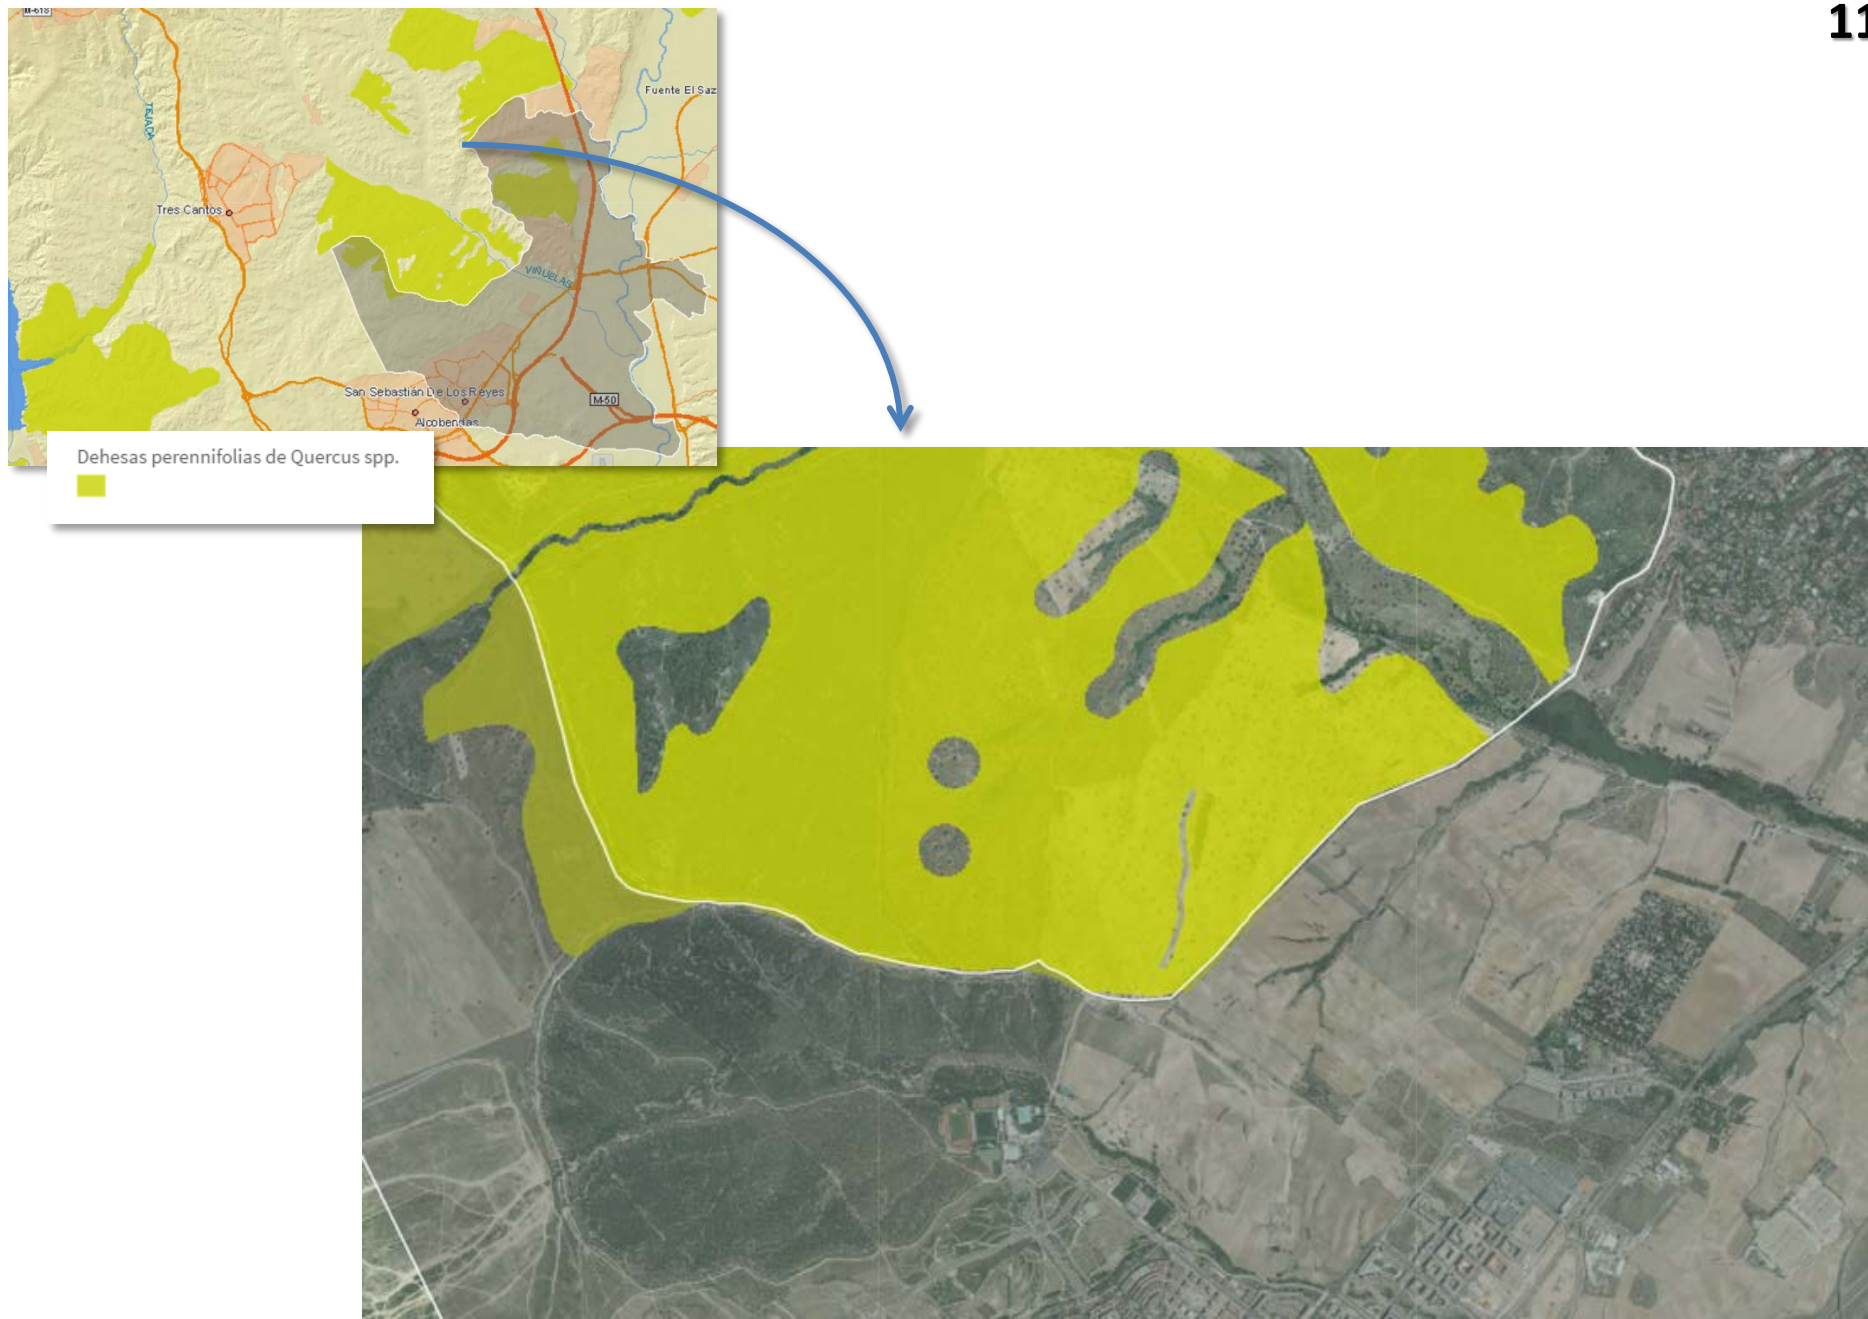 11
M-618
TEJADA
Fuente El Saz
Tres Cantos
VIÑUELAS
San Sebastián De Los Reyes
M-50
Alcobendas
Dehesas perennifolias de Quercus spp.